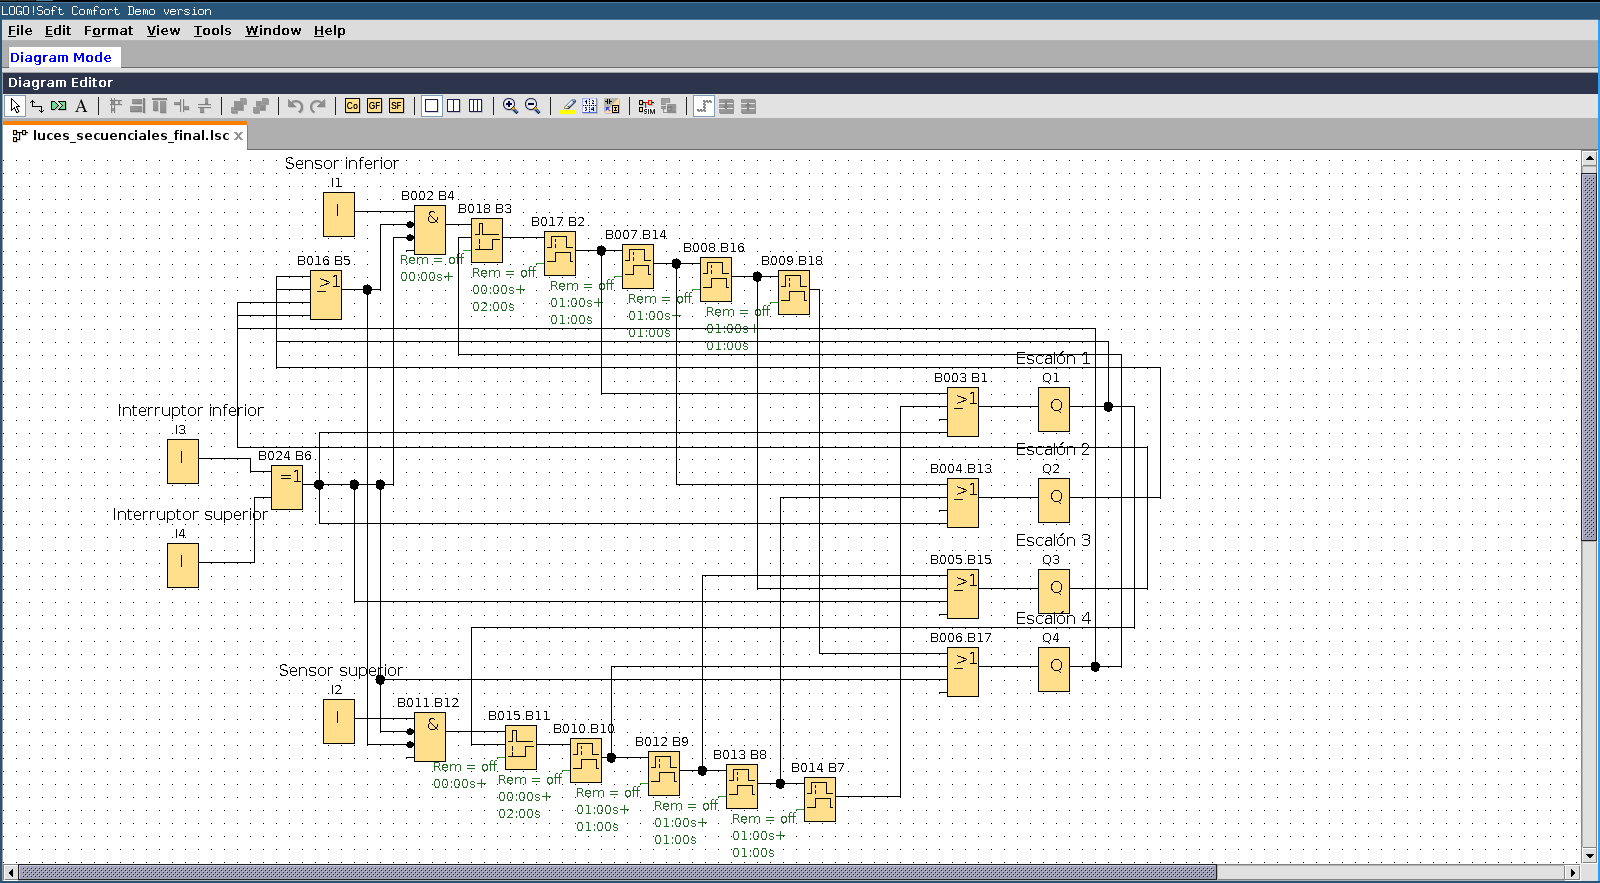 LOGO!Soft Comfort Demo version
File Edit Format View Tools Window Help
Diagram Mode
Diagram Editor
A Co GF SF SIM
luces_secuenciales_final.lsc x
Sensor inferior
I1
I
B002 B4
&
Rem = off
00:00s+
B018 B3
Rem = off
00:00s+
02:00s
B017 B2
Rem = off
01:00s+
01:00s
B007 B14
Rem = off
01:00s+
01:00s
B008 B16
Rem = off
01:00s+
01:00s
B009 B18
B016 B5
≥1
Escalón 1
B003 B1
≥1
Q1
Q
Interruptor inferior
I3
I
B024 B6
=1
Interruptor superior
I4
I
Escalón 2
B004 B13
≥1
Q2
Q
Escalón 3
B005 B15
≥1
Q3
Q
Escalón 4
B006 B17
≥1
Q4
Q
Sensor superior
I2
I
B011 B12
&
Rem = off
00:00s+
B015 B11
Rem = off
00:00s+
02:00s
B010 B10
Rem = off
01:00s+
01:00s
B012 B9
Rem = off
01:00s+
01:00s
B013 B8
Rem = off
01:00s+
01:00s
B014 B7